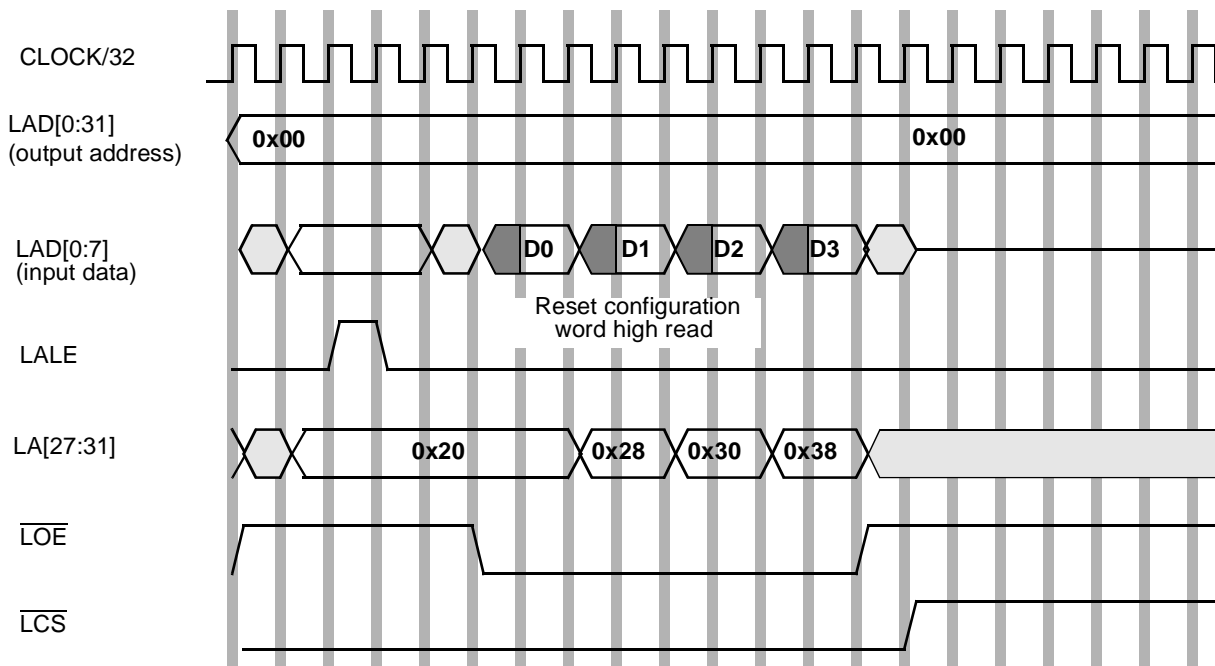 CLOCK/32
LAD[0:31]
(output address)
0x00
0x00
LAD[0:7]
(input data)
D0
D1
D2
D3
Reset configuration
word high read
LALE
LA[27:31]
0x20
0x28
0x30
0x38
LOE
LCS